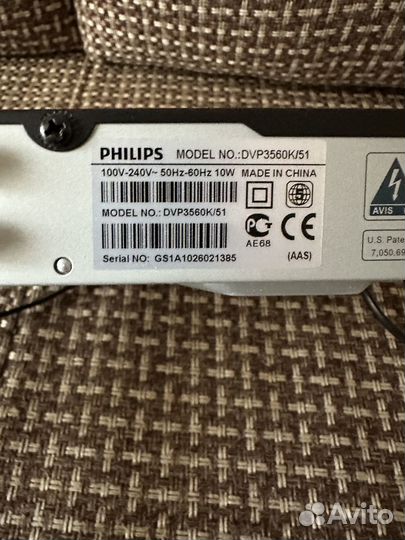 PHILIPS MODEL NO.:DVP3560K/51
100V-240V~ 50Hz-60Hz 10W MADE IN CHINA
MODEL NO.: DVP3560K/51
5
AE68
Serial NO: GS1A1026021385
(AAS)
AVIS
U.S. Pate
7,050,69
Avito